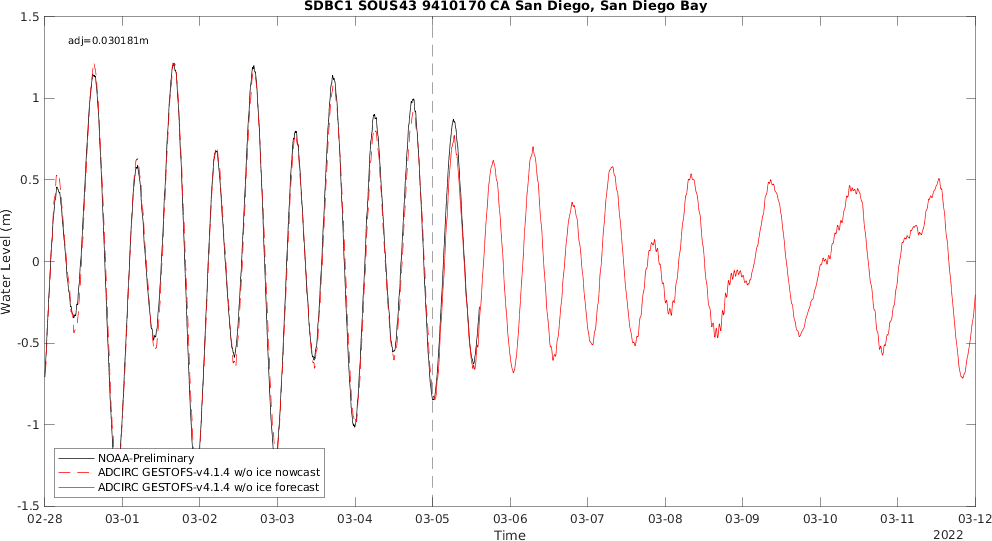 SDBC1 SOUS43 9410170 CA San Diego, San Diego Bay
adj=0.030181m
1.5
1
0.5
0
-0.5
-1
-1.5
Water Level (m)
NOAA-Preliminary
ADCIRC GESTOFS-v4.1.4 w/o ice nowcast
ADCIRC GESTOFS-v4.1.4 w/o ice forecast
02-28 03-01 03-02 03-03 03-04 03-05 03-06 03-07 03-08 03-09 03-10 03-11 03-12
Time
2022